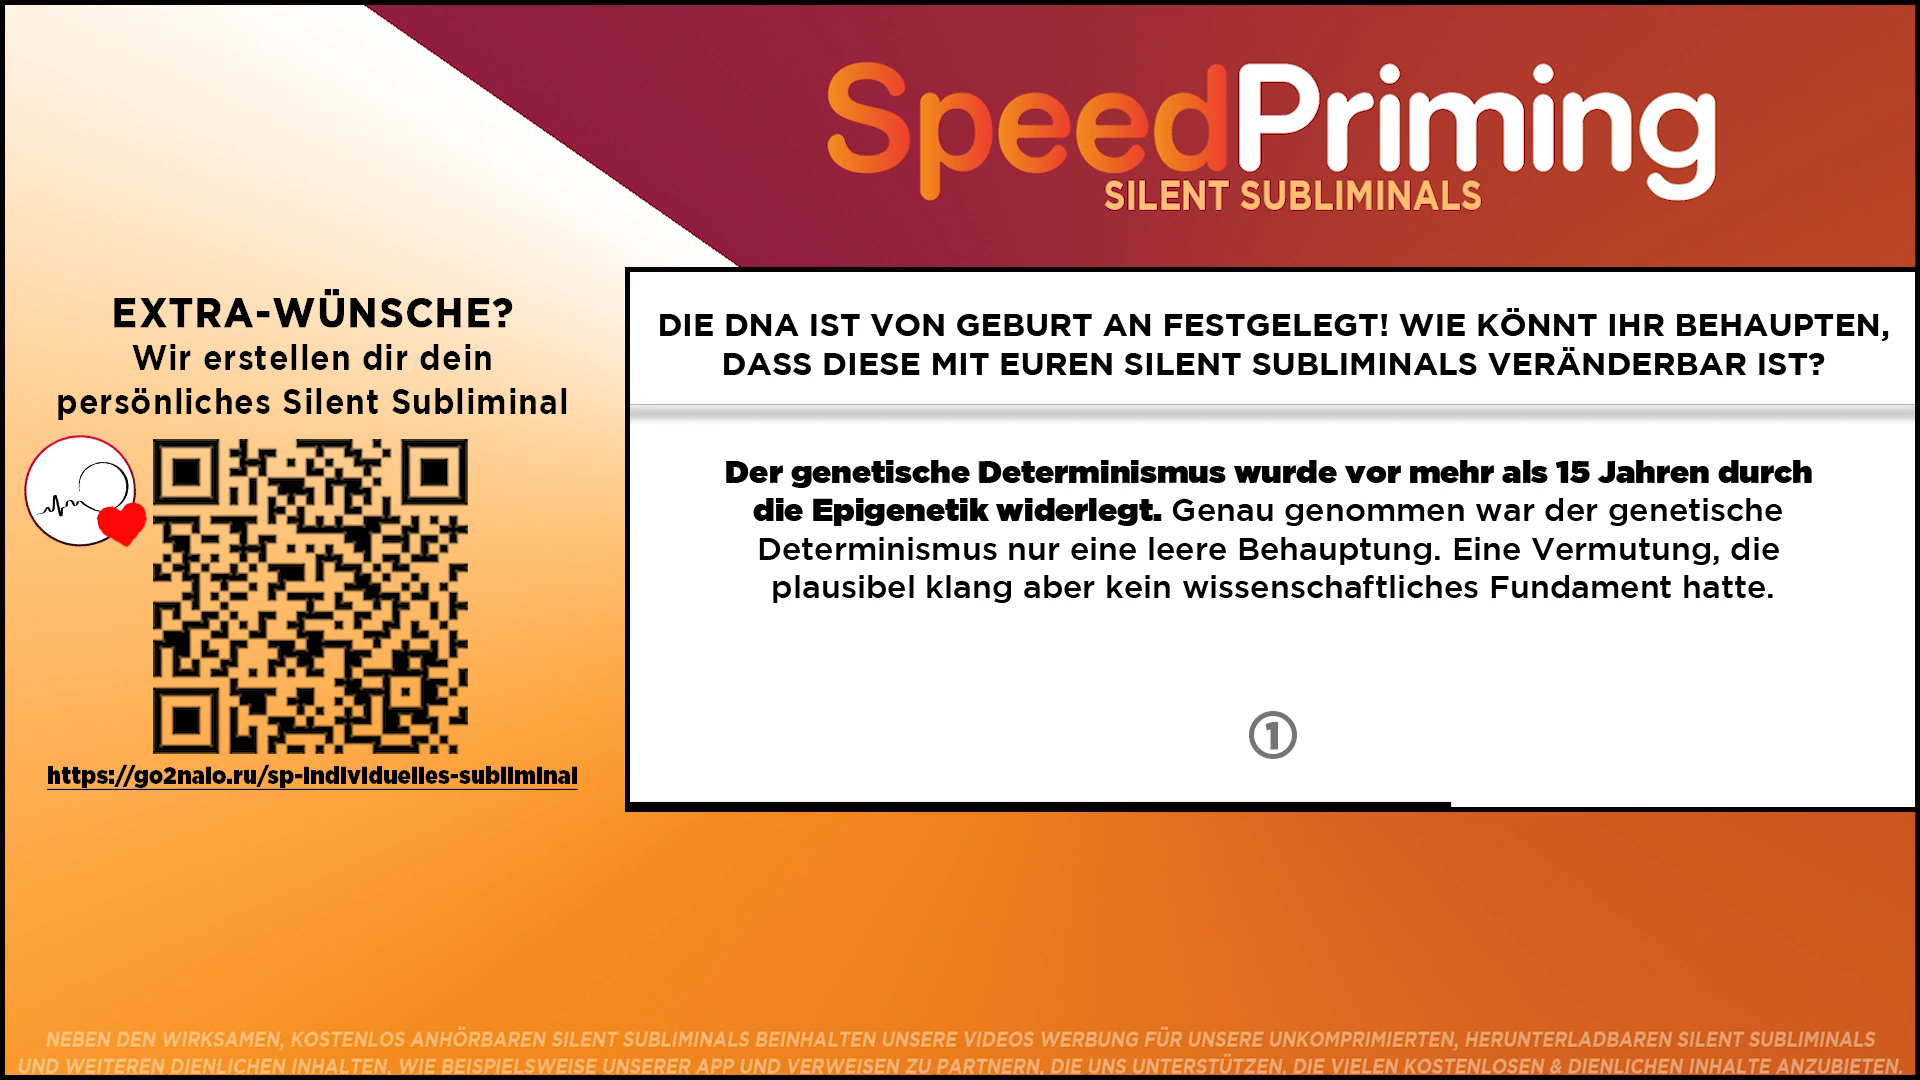 SpeedPriming
SILENT SUBLIMINALS
EXTRA-WÜNSCHE?
Wir erstellen dir dein
persönliches Silent Subliminal
https://go2nalo.ru/sp-individuelles-subliminal
DIE DNA IST VON GEBURT AN FESTGELEGT! WIE KÖNNT IHR BEHAUPTEN,
DASS DIESE MIT EUREN SILENT SUBLIMINALS VERÄNDERBAR IST?
Der genetische Determinismus wurde vor mehr als 15 Jahren durch
die Epigenetik widerlegt. Genau genommen war der genetische
Determinismus nur eine leere Behauptung. Eine Vermutung, die
plausibel klang aber kein wissenschaftliches Fundament hatte.
①
NEBEN DEN WIRKSAMEN, KOSTENLOS ANHÖRBAREN SILENT SUBLIMINALS BEINHALTEN UNSERE VIDEOS WERBUNG FÜR UNSERE UNKOMPRIMIERTEN, HERUNTERLADBAREN SILENT SUBLIMINALS
UND WEITEREN DIENLICHEN INHALTEN, WIE BEISPIELSWEISE UNSERER APP UND VERWEISEN ZU PARTNERN, DIE UNS UNTERSTÜTZEN, DIE VIELEN KOSTENLOSEN & DIENLICHEN INHALTE ANZUBIETEN.